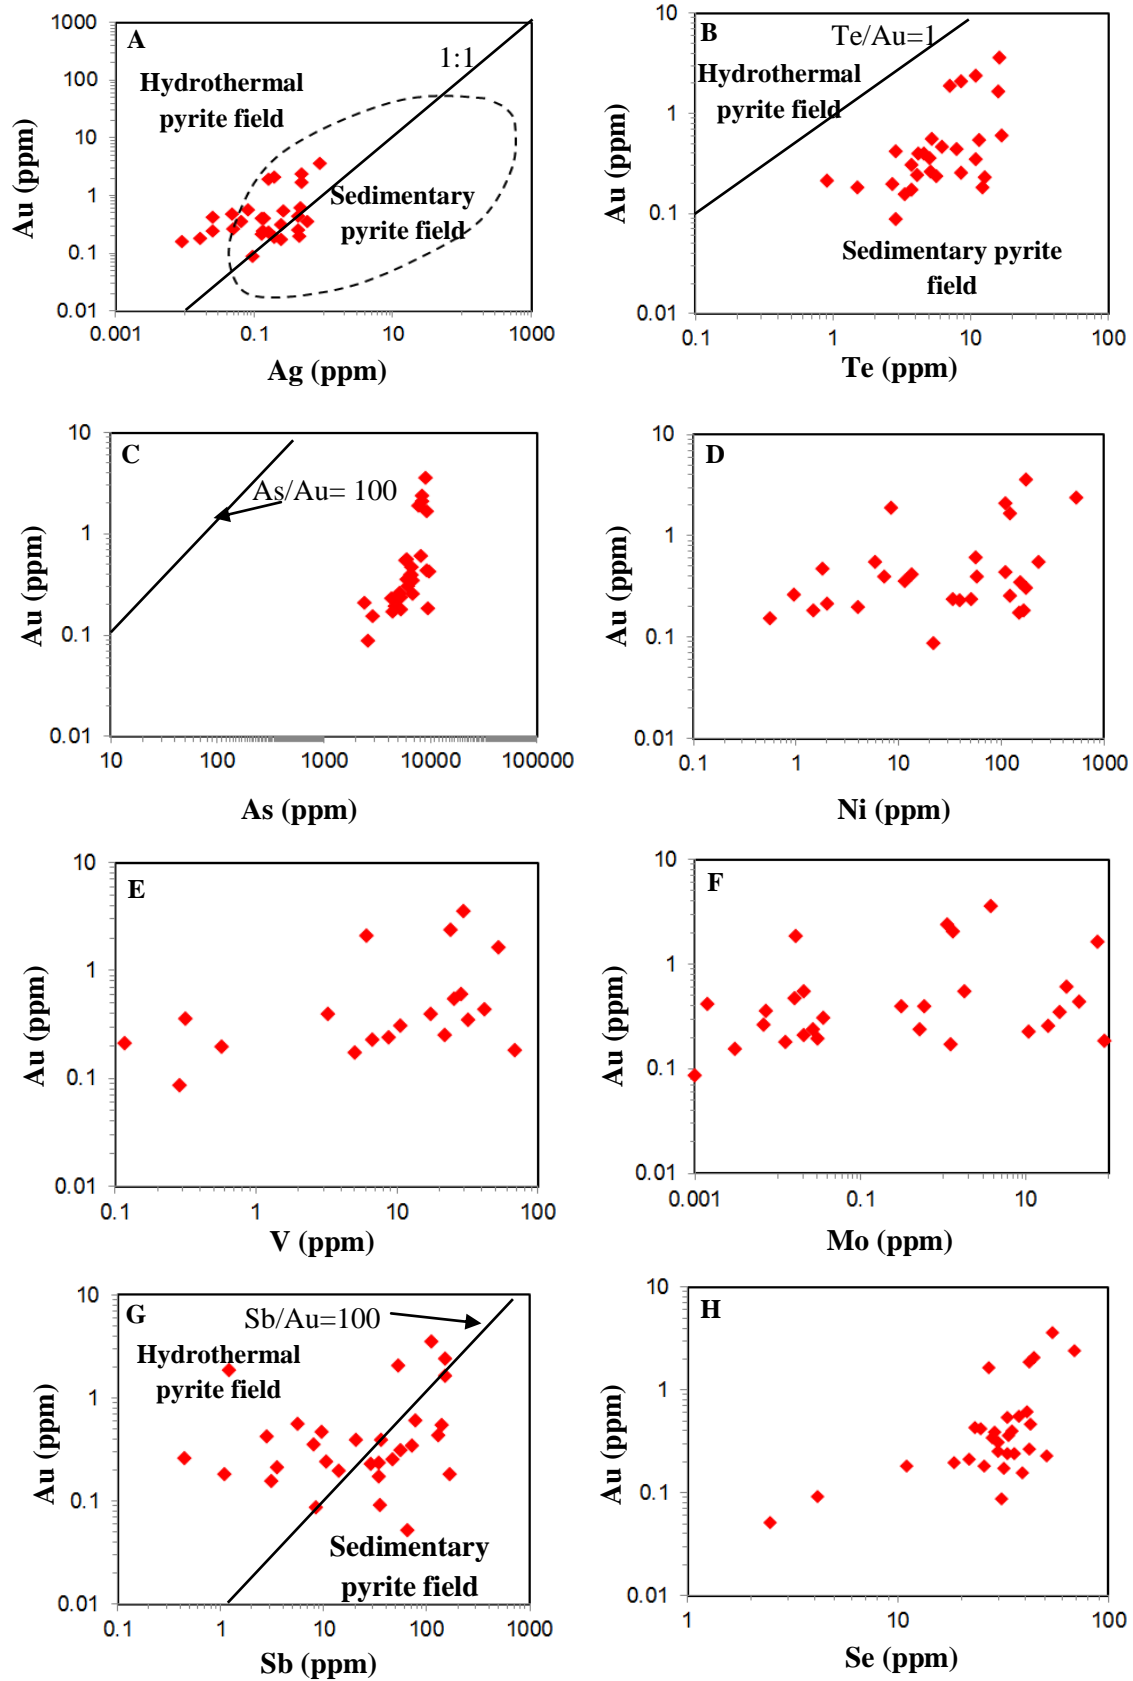 A
1000
100
10
1
0.1
0.01
Au (ppm)
Hydrothermal
pyrite field
1:1
Sedimentary
pyrite field
0.001
0.1
10
1000
Ag (ppm)
B
10
1
0.1
0.01
Au (ppm)
Te/Au=1
Hydrothermal
pyrite field
Sedimentary pyrite
field
0.1
1
10
100
Te (ppm)
C
10
1
0.1
0.01
Au (ppm)
As/Au= 100
10
100
1000
10000
100000
As (ppm)
D
10
1
0.1
0.01
Au (ppm)
0.1
1
10
100
1000
Ni (ppm)
E
10
1
0.1
0.01
Au (ppm)
0.1
1
10
100
V (ppm)
F
10
1
0.1
0.01
Au (ppm)
0.001
0.1
10
Mo (ppm)
G
10
1
0.1
0.01
Au (ppm)
Sb/Au=100
Hydrothermal
pyrite field
Sedimentary
pyrite field
0.1
1
10
100
1000
Sb (ppm)
H
10
1
0.1
0.01
Au (ppm)
1
10
100
Se (ppm)